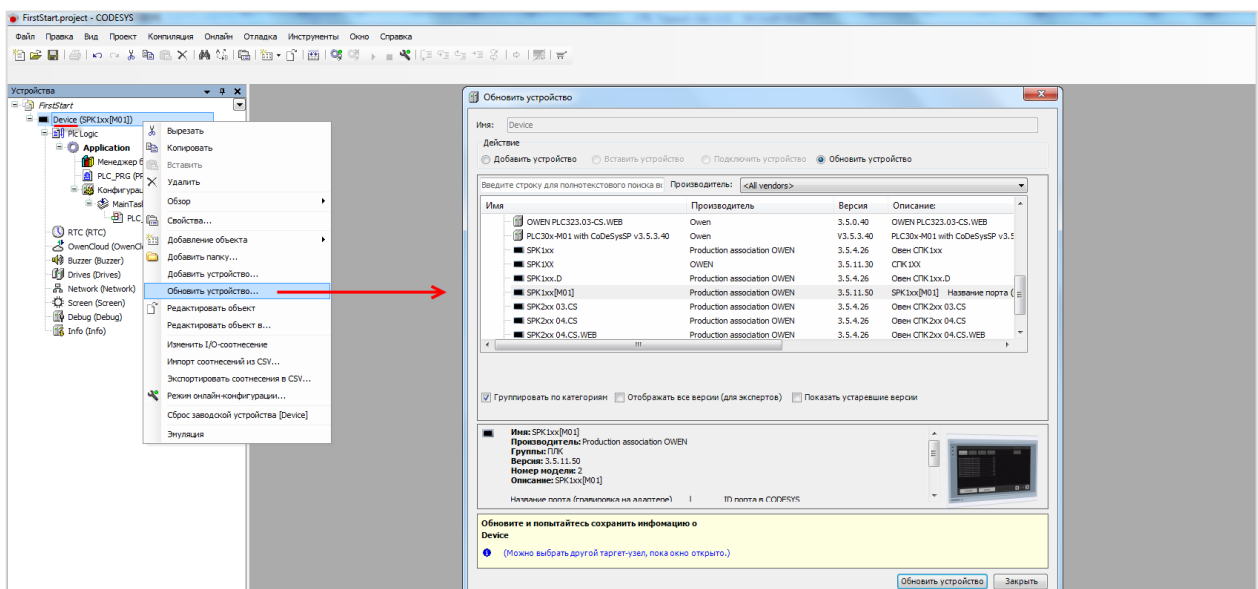 FirstStart.project - CODESYS
Файл Правка Вид Проект Компиляция Онлайн Отладка Инструменты Окно Справка
Устройства
FirstStart
Device (SPK1xx[M01])
Plc Logic
Application
Менеджер б
PLC_PRG (PF
Конфигурац
MainTas
PLC_
RTC (RTC)
OwenCloud (OwenCl
Buzzer (Buzzer)
Drives (Drives)
Network (Network)
Screen (Screen)
Debug (Debug)
Info (Info)
Вырезать
Копировать
Вставить
Удалить
Обзор
Свойства...
Добавление объекта
Добавить папку...
Добавить устройство...
Обновить устройство...
Редактировать объект
Редактировать объект в...
Изменить I/O-соотнесение
Импорт соотнесений из CSV...
Экспортировать соотнесения в CSV...
Режим онлайн-конфигурации...
Сброс заводской устройства [Device]
Эмуляция
Обновить устройство
Имя: Device
Действие
Добавить устройство Вставить устройство Подключить устройство Обновить устройство
Введите строку для полнотекстового поиска в Производитель: <All vendors>
Имя Производитель Версия Описание:
OWEN PLC323.03-CS.WEB Owen 3.5.0.40 OWEN PLC323.03-CS.WEB
PLC30x-M01 with CoDeSysSP v3.5.3.40 Owen V3.5.3.40 PLC30x-M01 with CoDeSysSP v3.5
SPK1xx Production association OWEN 3.5.4.26 Овен СПК1xx
SPK1XX OWEN 3.5.11.30 СПК1XX
SPK1xx.D Production association OWEN 3.5.4.26 Овен СПК1xx.D
SPK1xx[M01] Production association OWEN 3.5.11.50 SPK1xx[M01] Название порта (
SPK2xx 03.CS Production association OWEN 3.5.4.26 Овен СПК2xx 03.CS
SPK2xx 04.CS Production association OWEN 3.5.4.26 Овен СПК2xx 04.CS
SPK2xx 04.CS.WEB Production association OWEN 3.5.4.26 Овен СПК2xx 04.CS.WEB
Группировать по категориям Отображать все версии (для экспертов) Показать устаревшие версии
Имя: SPK1xx[M01]
Производитель: Production association OWEN
Группы: ПЛК
Версия: 3.5.11.50
Номер модели: 2
Описание: SPK1xx[M01]
Название порта (гравировка на адаптере) | ID порта в CODESYS
Обновите и попытайтесь сохранить инфомацию о
Device
(Можно выбрать другой таргет-узел, пока окно открыто.)
Обновить устройство Закрыть